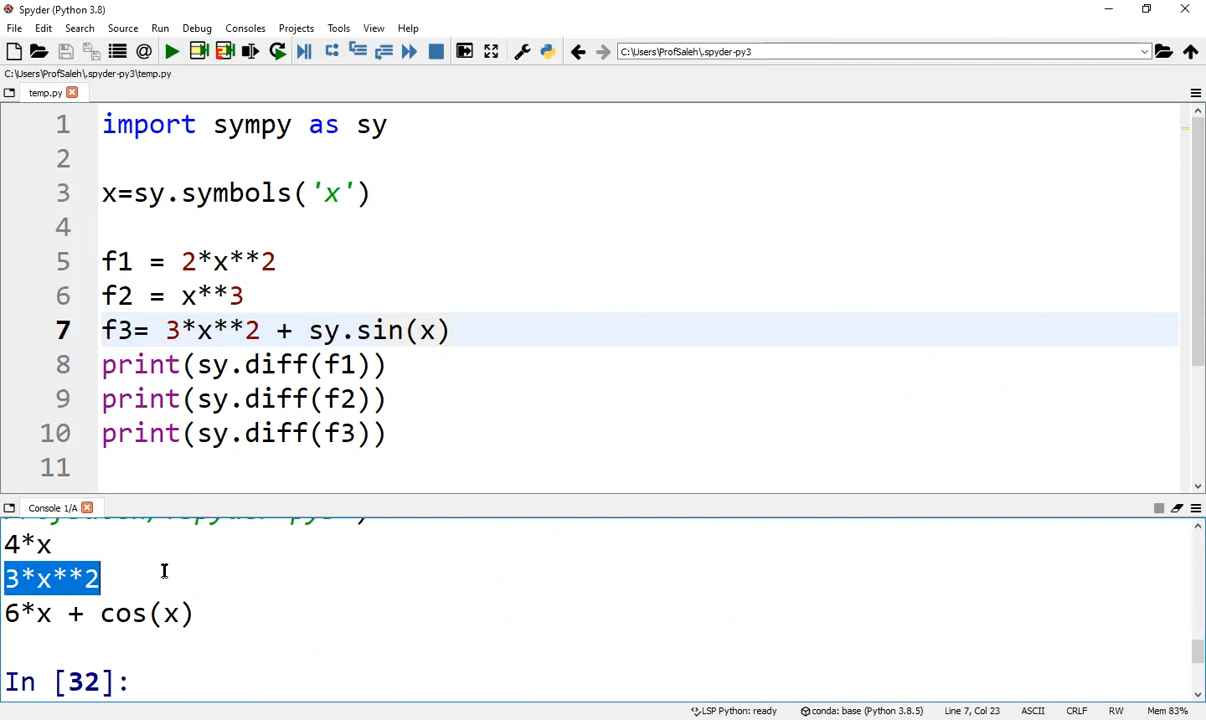 Spyder (Python 3.8)
File Edit Search Source Run Debug Consoles Projects Tools View Help
C:\Users\ProfSaleh\.spyder-py3
C:\Users\ProfSaleh\.spyder-py3\temp.py
temp.py
1 import sympy as sy
2
3 x=sy.symbols('x')
4
5 f1 = 2*x**2
6 f2 = x**3
7 f3= 3*x**2 + sy.sin(x)
8 print(sy.diff(f1))
9 print(sy.diff(f2))
10 print(sy.diff(f3))
11
Console 1/A
4*x
3*x**2
6*x + cos(x)
In [32]:
LSP Python: ready conda: base (Python 3.8.5) Line 7, Col 23 ASCII CRLF RW Mem 83%